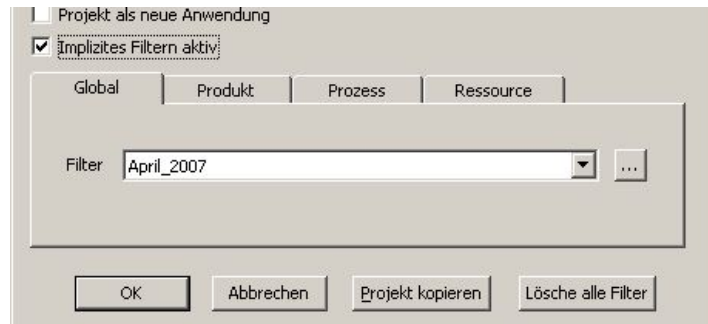 Projekt als neue Anwendung
Implizites Filtern aktiv
Global Produkt Prozess Ressource
Filter April_2007 ...
OK Abbrechen Projekt kopieren Lösche alle Filter